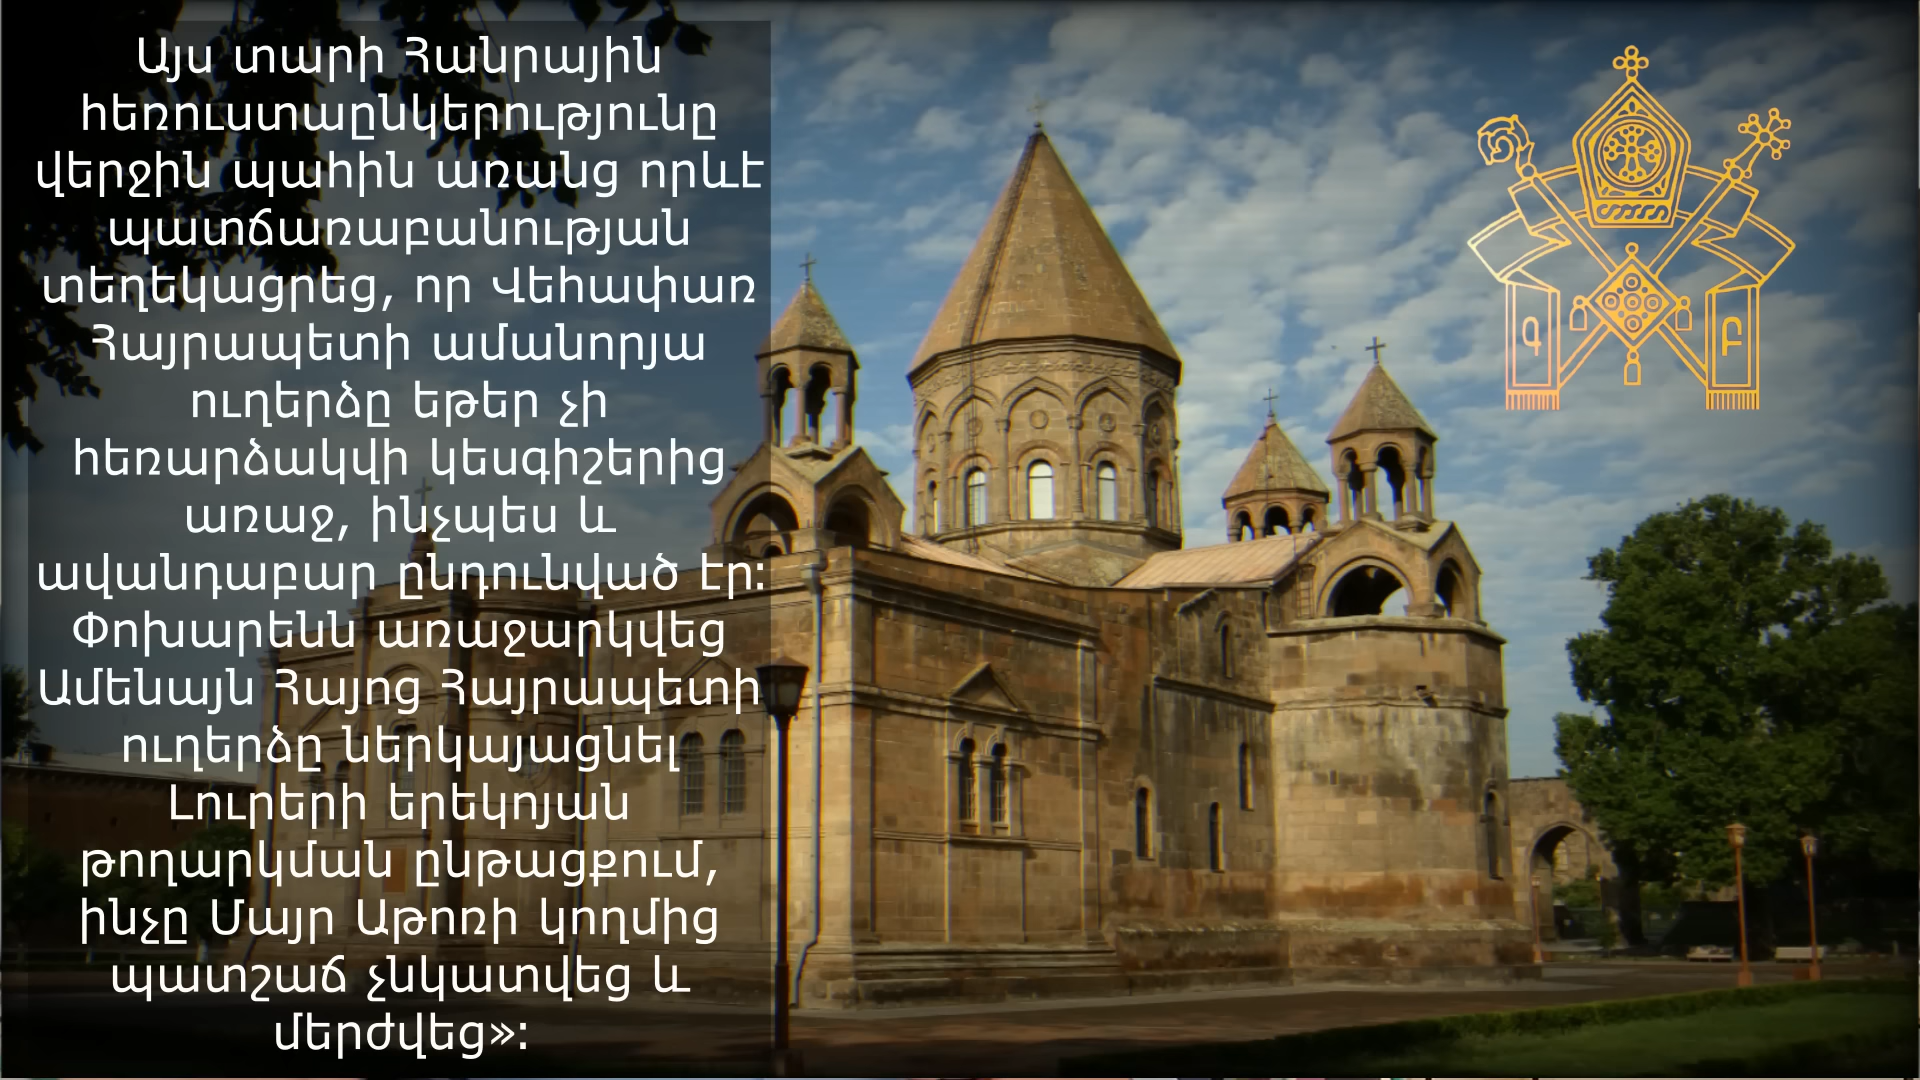 Այս տարի Հանրային
հեռուստաընկերությունը
վերջին պահին առանց որևէ
պատճառաբանության
տեղեկացրեց, որ Վեհափառ
Հայրապետի ամանորյա
ուղերձը եթեր չի
հեռարձակվի կեսգիշերից
առաջ, ինչպես և
ավանդաբար ընդունված էր:
Փոխարենն առաջարկվեց
Ամենայն Հայոց Հայրապետի
ուղերձը ներկայացնել
Լուրերի երեկոյան
թողարկման ընթացքում,
ինչը Մայր Աթոռի կողմից
պատշաճ չնկատվեց և
մերժվեց»:
Գ Բ